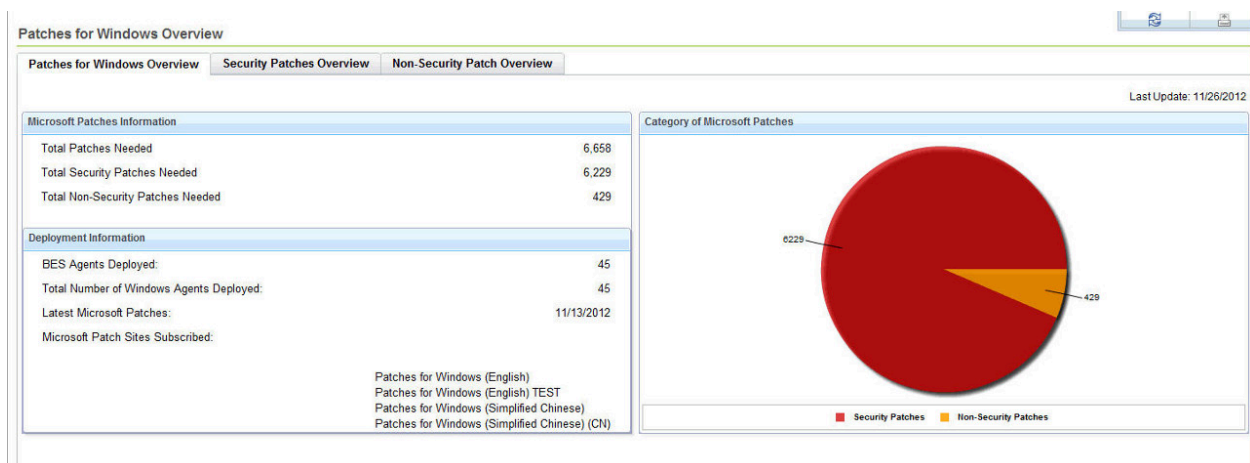 Patches for Windows Overview
Patches for Windows Overview Security Patches Overview Non-Security Patch Overview
Last Update: 11/26/2012
Microsoft Patches Information
Total Patches Needed 6,658
Total Security Patches Needed 6,229
Total Non-Security Patches Needed 429
Deployment Information
BES Agents Deployed: 45
Total Number of Windows Agents Deployed: 45
Latest Microsoft Patches: 11/13/2012
Microsoft Patch Sites Subscribed:
Patches for Windows (English)
Patches for Windows (English) TEST
Patches for Windows (Simplified Chinese)
Patches for Windows (Simplified Chinese) (CN)
Category of Microsoft Patches
6229
429
Security Patches Non-Security Patches